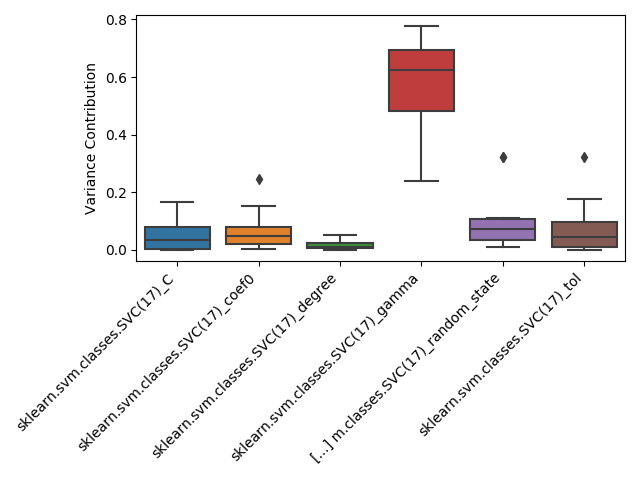 0.8
0.6
0.4
0.2
0.0
Variance Contribution
sklearn.svm.classes.SVC(17)_C
sklearn.svm.classes.SVC(17)_coef0
sklearn.svm.classes.SVC(17)_degree
sklearn.svm.classes.SVC(17)_gamma
[...] m.classes.SVC(17)_random_state
sklearn.svm.classes.SVC(17)_tol